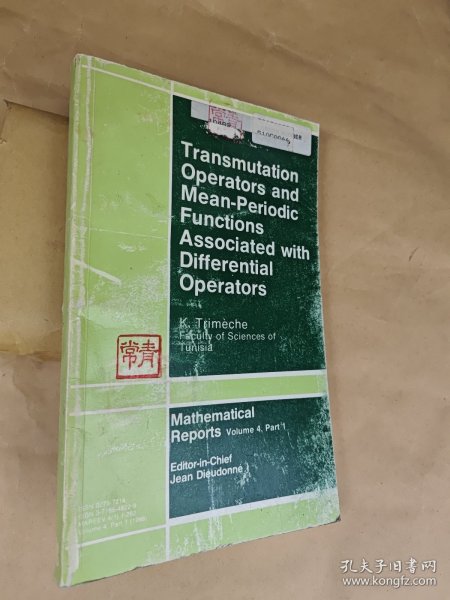 Transmutation
Operators and
Mean-Periodic
Functions
Associated with
Differential
Operators
K. Trimèche
Faculty of Sciences of
Tunisia
常青
Mathematical
Reports Volume 4, Part 1
Editor-in-Chief
Jean Dieudonné
孔夫子旧书网
www.kongfz.com